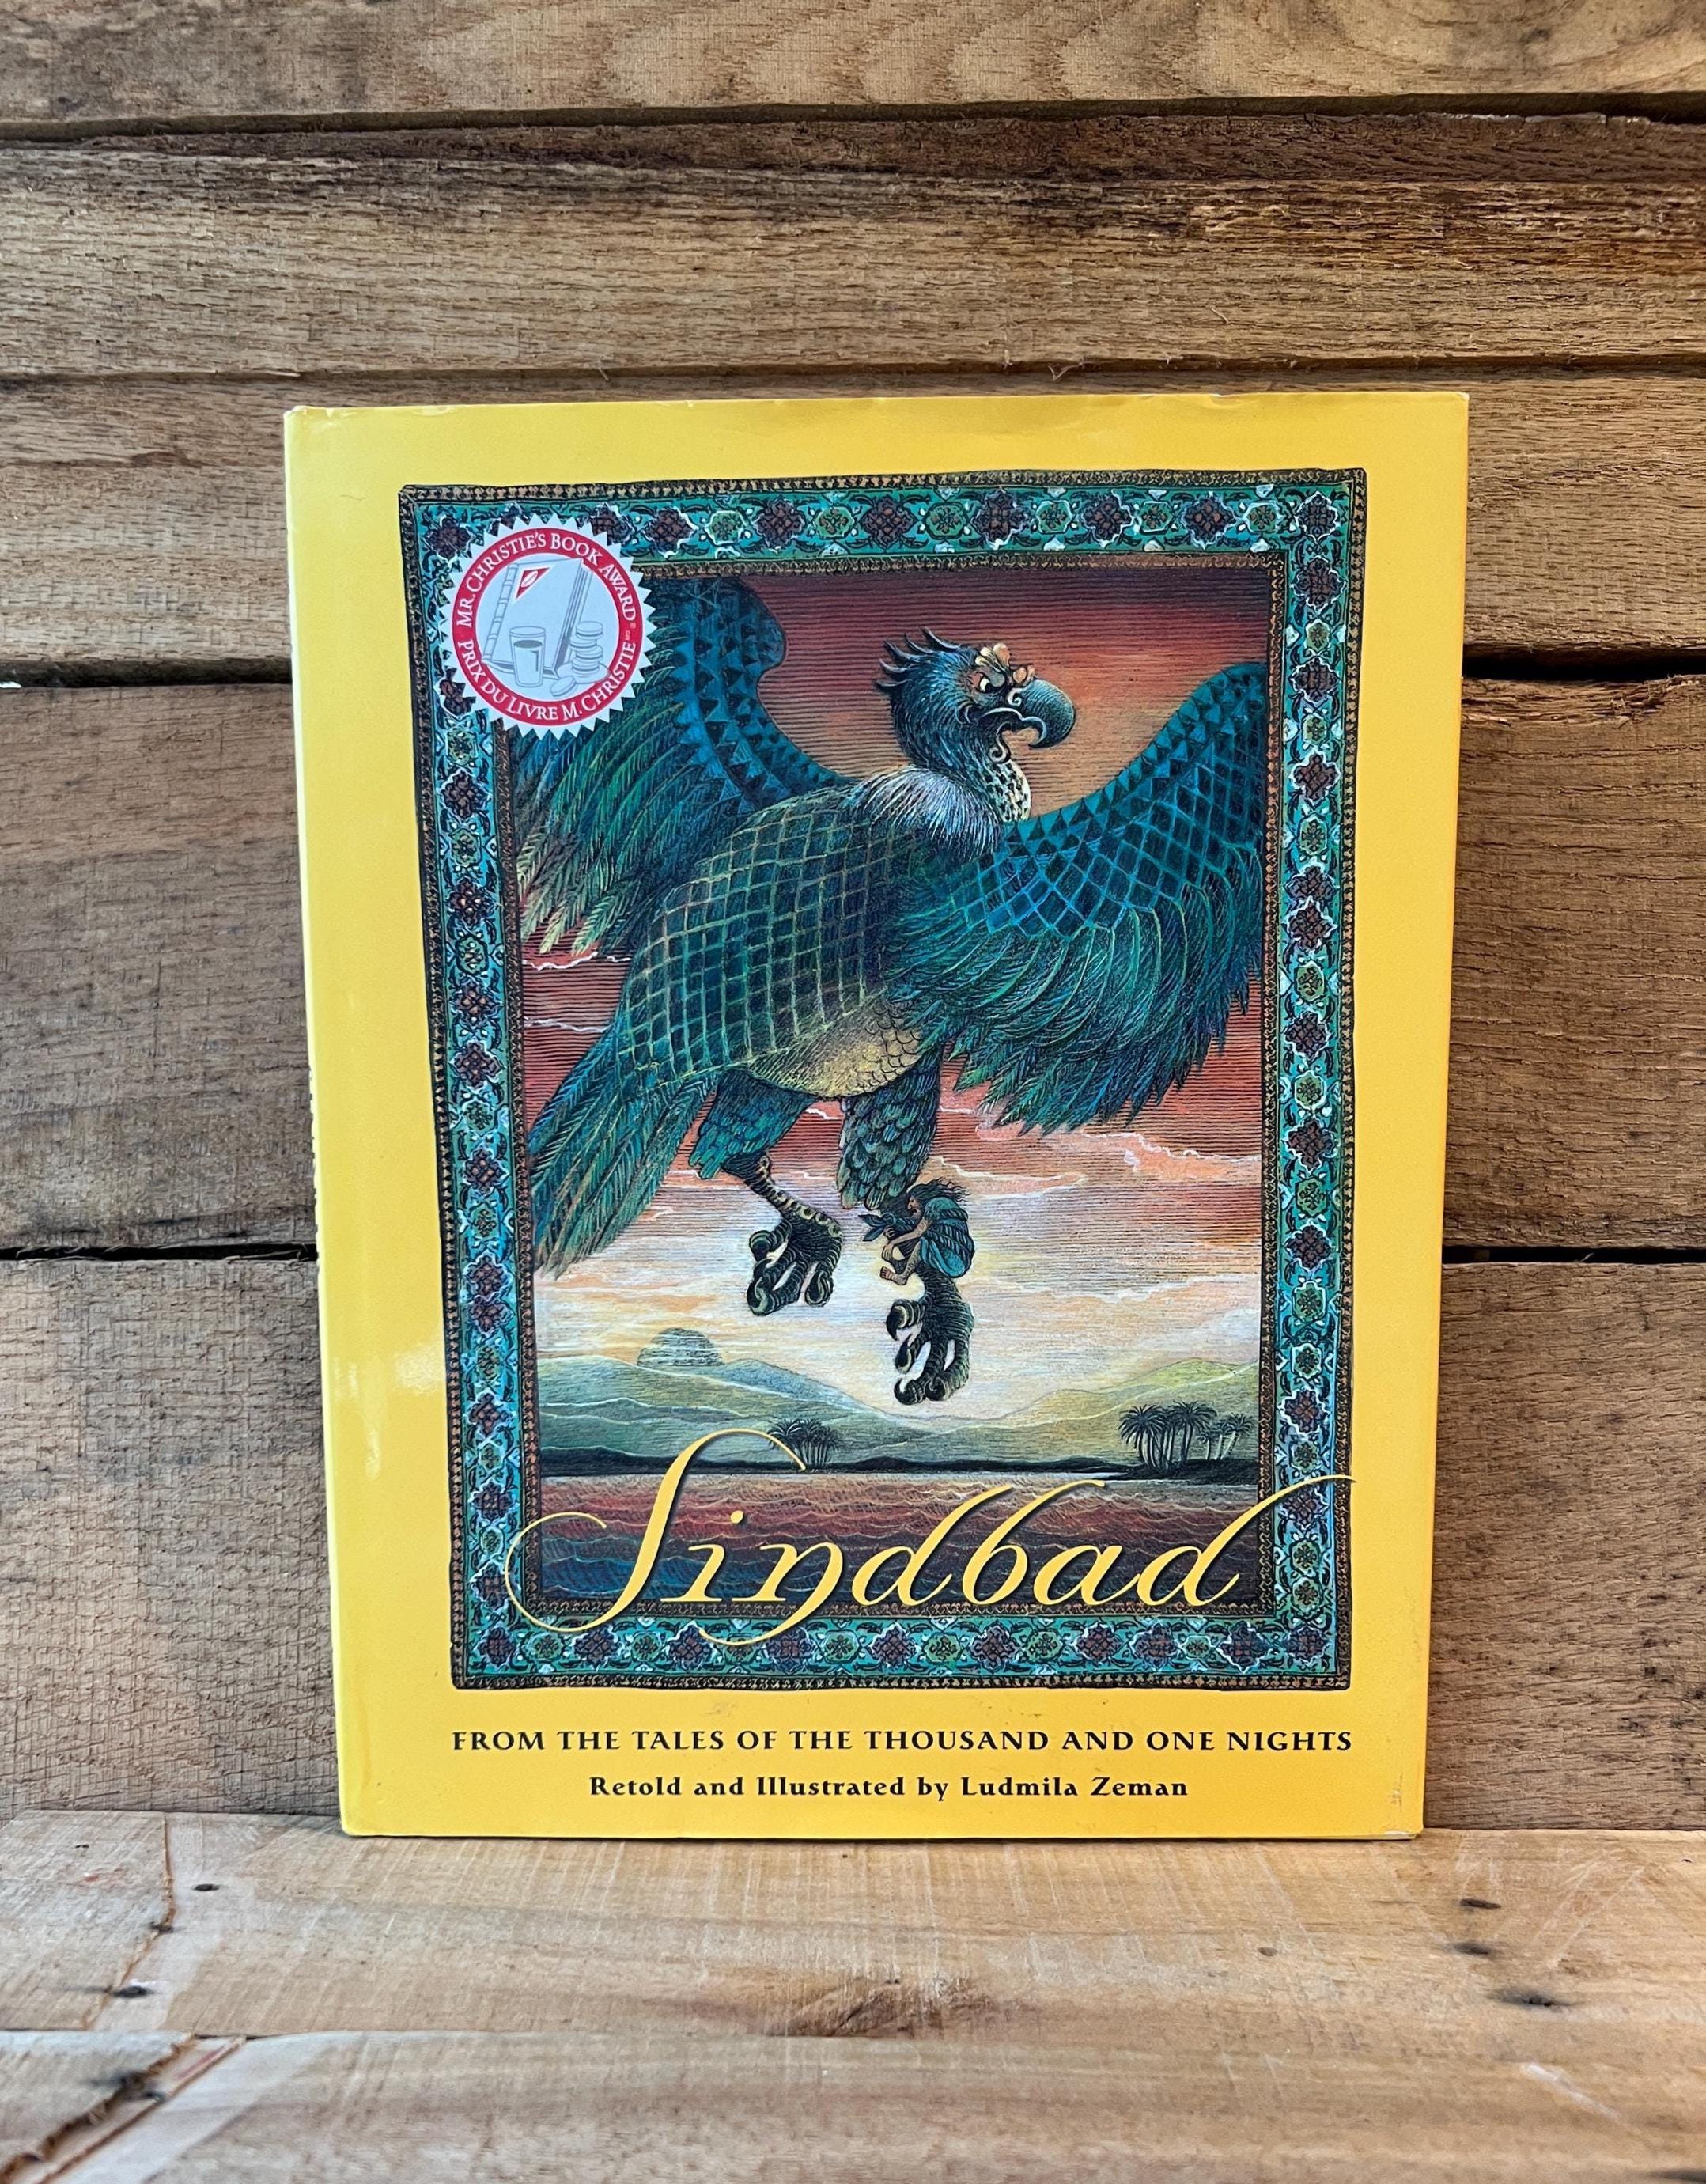 MR. CHRISTIE'S BOOK AWARD
PRIX DU LIVRE M. CHRISTIE
Sindbad
FROM THE TALES OF THE THOUSAND AND ONE NIGHTS
Retold and Illustrated by Ludmila Zeman